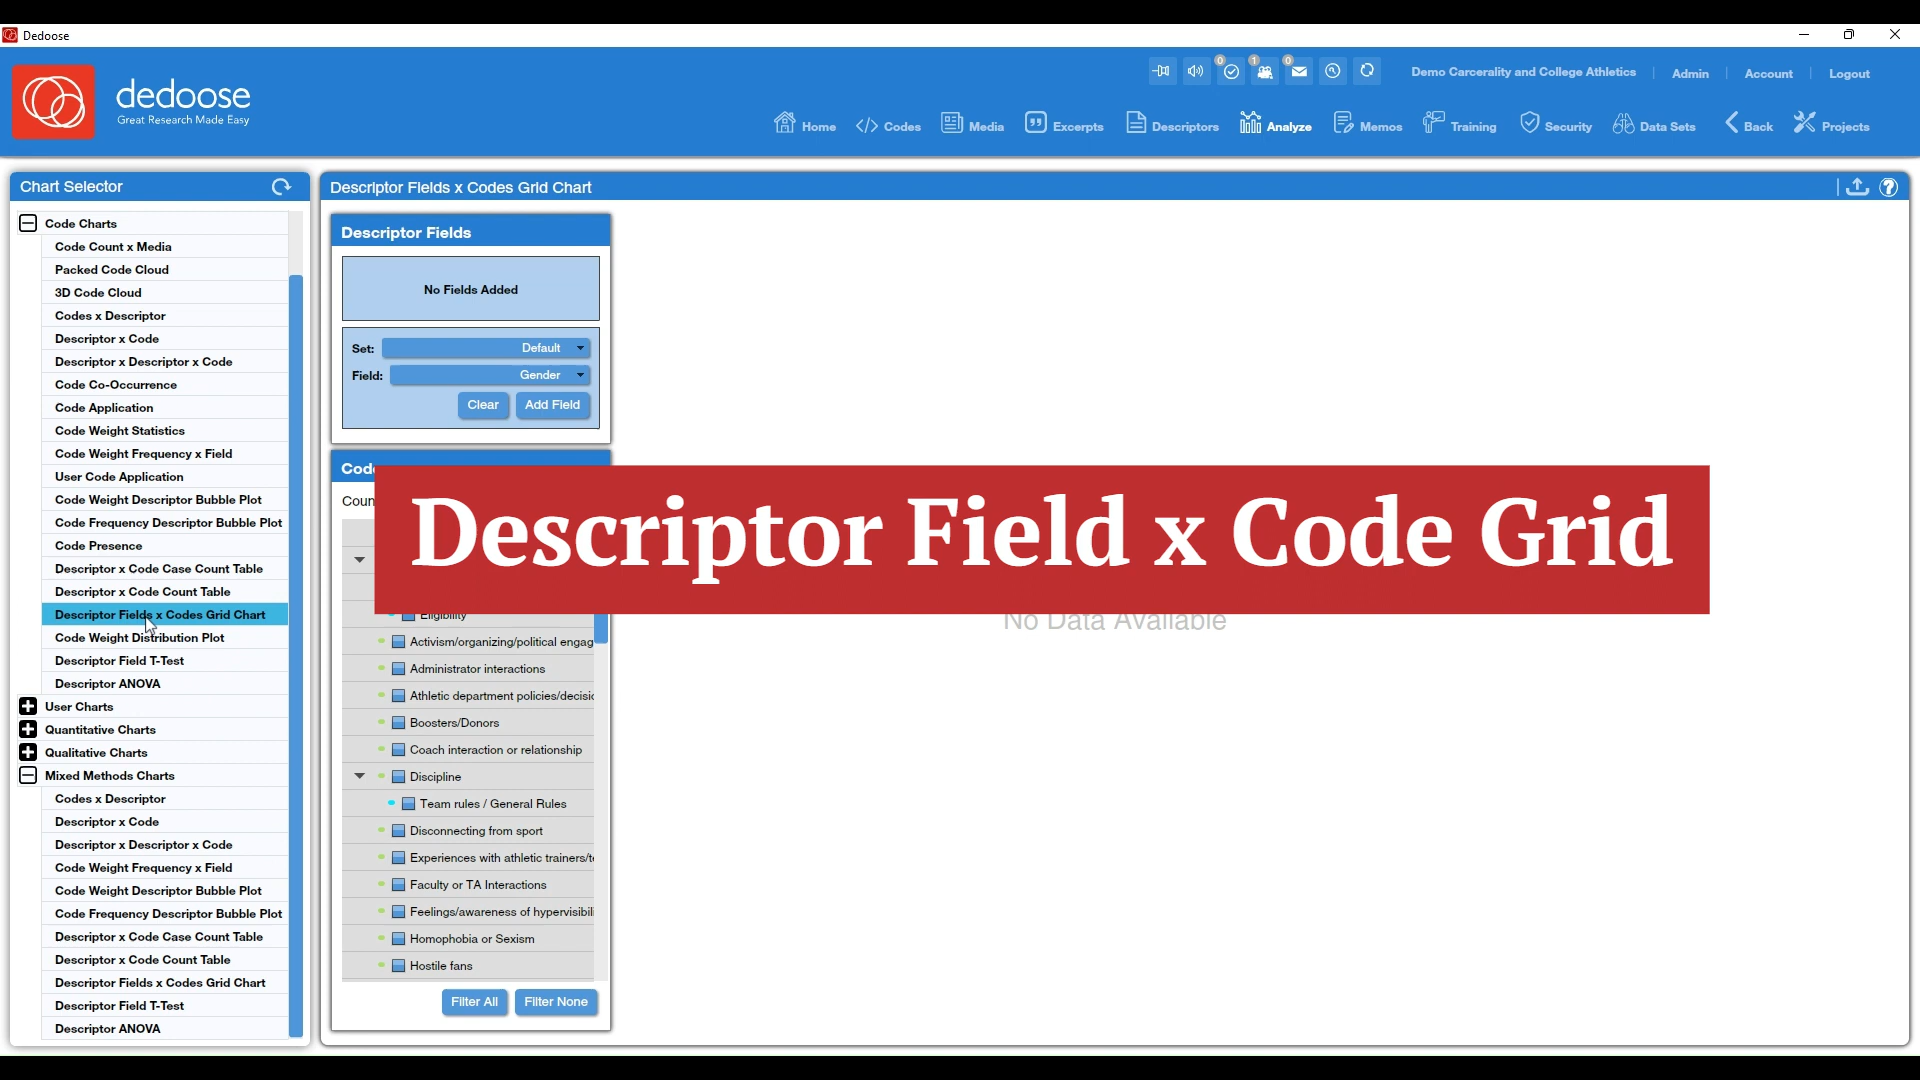 Dedoose
dedoose
Great Research Made Easy
0
1
0
Demo Carcerality and College Athletics
Admin
Account
Logout
Home
Codes
Media
Excerpts
Descriptors
Analyze
Memos
Training
Security
Data Sets
Back
Projects
Chart Selector
Code Charts
Code Count x Media
Packed Code Cloud
3D Code Cloud
Codes x Descriptor
Descriptor x Code
Descriptor x Descriptor x Code
Code Co-Occurrence
Code Application
Code Weight Statistics
Code Weight Frequency x Field
User Code Application
Code Weight Descriptor Bubble Plot
Code Frequency Descriptor Bubble Plot
Code Presence
Descriptor x Code Case Count Table
Descriptor x Code Count Table
Descriptor Fields x Codes Grid Chart
Code Weight Distribution Plot
Descriptor Field T-Test
Descriptor ANOVA
User Charts
Quantitative Charts
Qualitative Charts
Mixed Methods Charts
Codes x Descriptor
Descriptor x Code
Descriptor x Descriptor x Code
Code Weight Frequency x Field
Code Weight Descriptor Bubble Plot
Code Frequency Descriptor Bubble Plot
Descriptor x Code Case Count Table
Descriptor x Code Count Table
Descriptor Fields x Codes Grid Chart
Descriptor Field T-Test
Descriptor ANOVA
Descriptor Fields x Codes Grid Chart
Descriptor Fields
No Fields Added
Set: Default
Field: Gender
Clear
Add Field
Code
Coun
Descriptor Field x Code Grid
No Data Available
Eligibility
Activism/organizing/political engag
Administrator interactions
Athletic department policies/decisic
Boosters/Donors
Coach interaction or relationship
Discipline
Team rules / General Rules
Disconnecting from sport
Experiences with athletic trainers/t
Faculty or TA Interactions
Feelings/awareness of hypervisibili
Homophobia or Sexism
Hostile fans
Filter All
Filter None